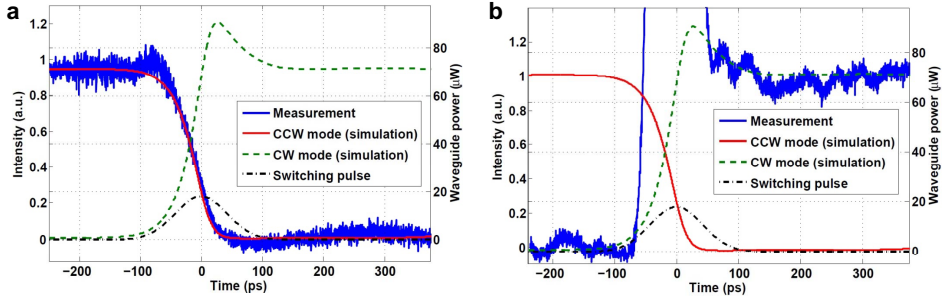 a
Intensity (a.u.)
1.2
1
0.8
0.6
0.4
0.2
0
Measurement
CCW mode (simulation)
CW mode (simulation)
Switching pulse
80
60
40
20
0
Waveguide power (μW)
−200 −100 0 100 200 300
Time (ps)
b
Intensity (a.u.)
1.2
1
0.8
0.6
0.4
0.2
0
Measurement
CCW mode (simulation)
CW mode (simulation)
Switching pulse
80
60
40
20
0
Waveguide power (μW)
−200 −100 0 100 200 300
Time (ps)